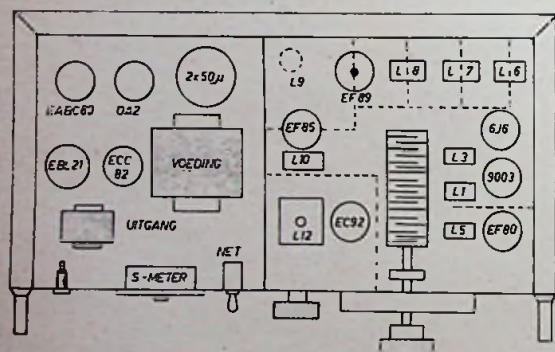 EABC80
OA2
2x50µ
L9
EF89
L8
L7
L6
EF85
L10
6J6
EBL21
ECC
82
VOEDING
L3
L1
9003
UITGANG
L12
EC92
L5
EF80
NET
S-METER